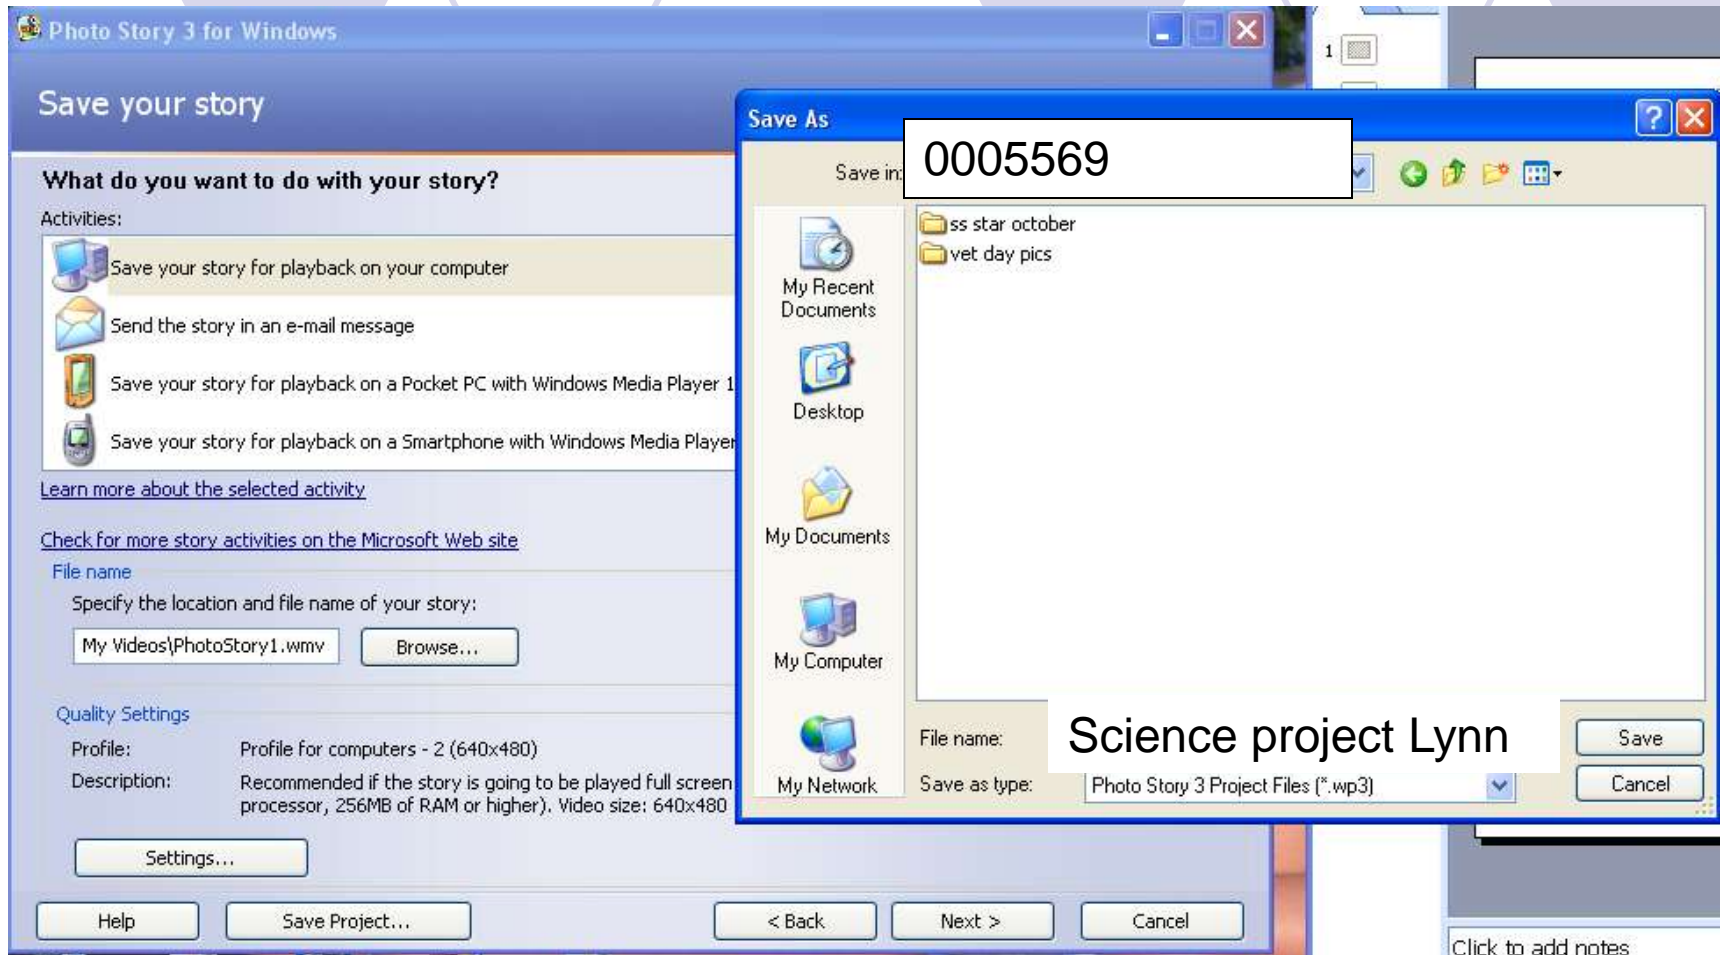 Photo Story 3 for Windows
Save your story
What do you want to do with your story?
Activities:
Save your story for playback on your computer
Send the story in an e-mail message
Save your story for playback on a Pocket PC with Windows Media Player 1
Save your story for playback on a Smartphone with Windows Media Player
Learn more about the selected activity
Check for more story activities on the Microsoft Web site
File name
Specify the location and file name of your story:
My Videos\PhotoStory1.wmv
Browse...
Quality Settings
Profile: Profile for computers - 2 (640x480)
Description: Recommended if the story is going to be played full screen
processor, 256MB of RAM or higher). Video size: 640x480
Settings...
Help Save Project... < Back Next > Cancel
Save As
Save in: 0005569
ss star october
vet day pics
My Recent
Documents
Desktop
My Documents
My Computer
My Network
File name: Science project Lynn Save
Save as type: Photo Story 3 Project Files (*.wp3) Cancel
1
Click to add notes